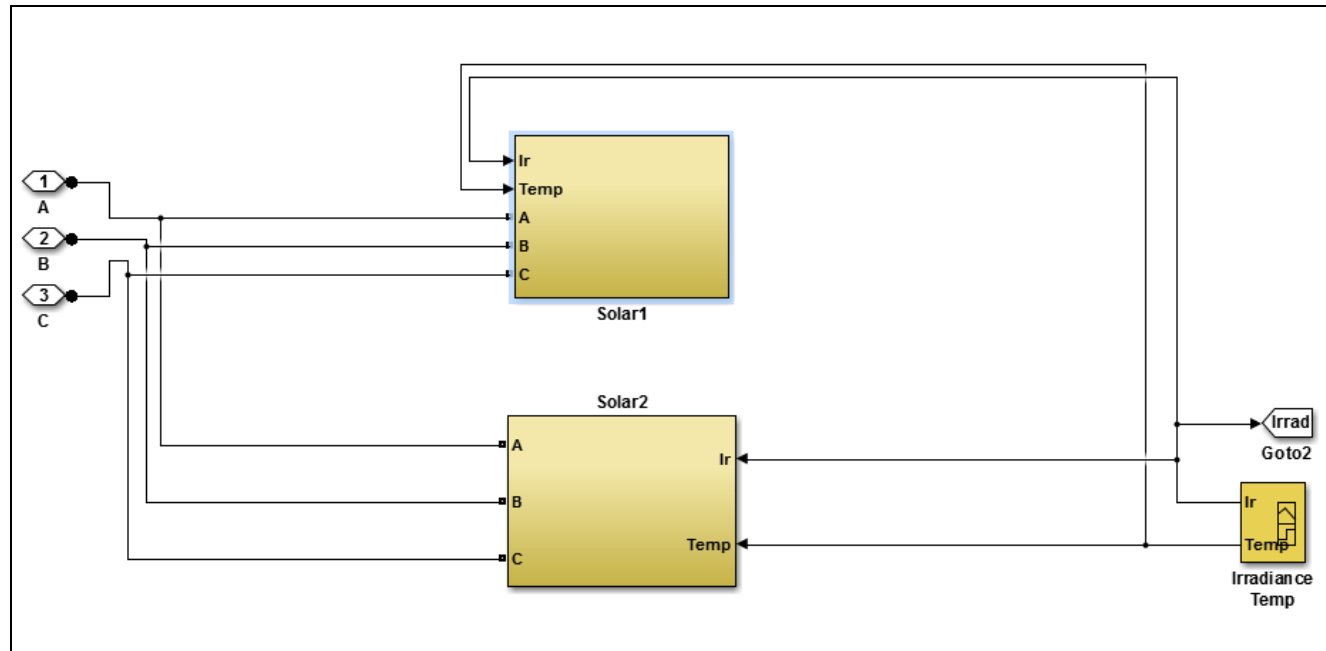 1
A
2
B
3
C
Ir
Temp
A
B
C
Solar1
Solar2
A
B
C
Ir
Temp
Irrad
Goto2
Ir
Temp
Irradiance
Temp